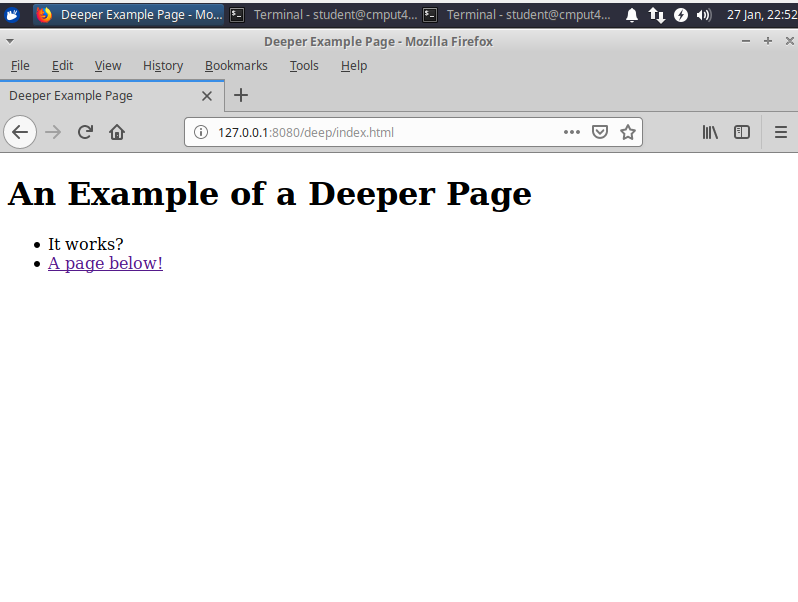 Deeper Example Page - Mo... Terminal - student@cmput4... Terminal - student@cmput4... 27 Jan, 22:52
Deeper Example Page - Mozilla Firefox
File Edit View History Bookmarks Tools Help
Deeper Example Page
127.0.0.1:8080/deep/index.html
An Example of a Deeper Page
• It works?
• A page below!